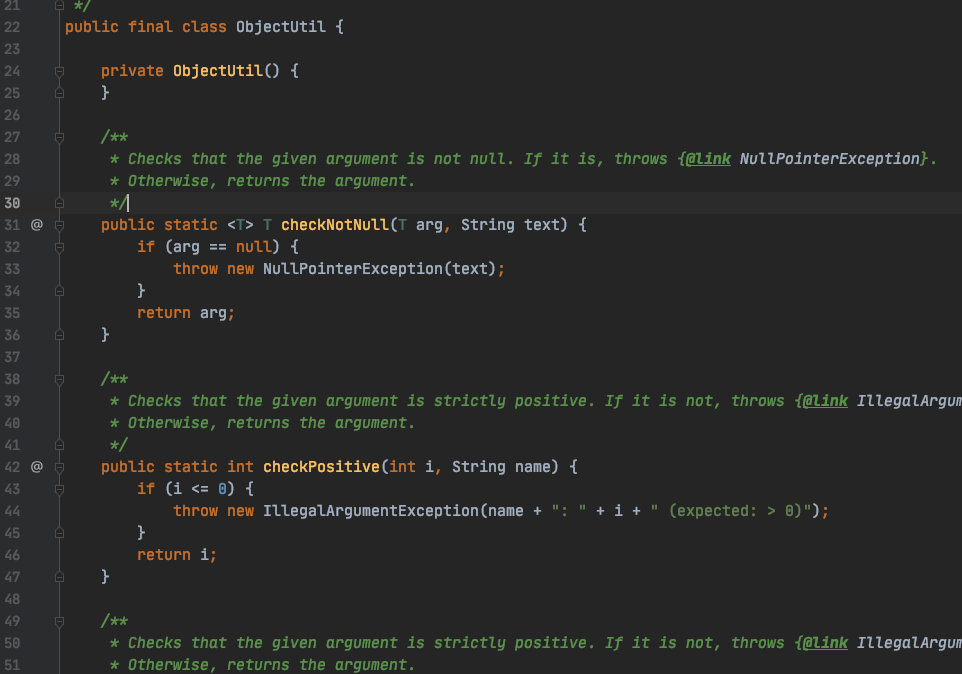 21 */
22 public final class ObjectUtil {
23
24 private ObjectUtil() {
25 }
26
27 /**
28 * Checks that the given argument is not null. If it is, throws {@link NullPointerException}.
29 * Otherwise, returns the argument.
30 */
31 @ public static <T> T checkNotNull(T arg, String text) {
32 if (arg == null) {
33 throw new NullPointerException(text);
34 }
35 return arg;
36 }
37
38 /**
39 * Checks that the given argument is strictly positive. If it is not, throws {@link IllegalArgum
40 * Otherwise, returns the argument.
41 */
42 @ public static int checkPositive(int i, String name) {
43 if (i <= 0) {
44 throw new IllegalArgumentException(name + ": " + i + " (expected: > 0)");
45 }
46 return i;
47 }
48
49 /**
50 * Checks that the given argument is strictly positive. If it is not, throws {@link IllegalArgum
51 * Otherwise, returns the argument.